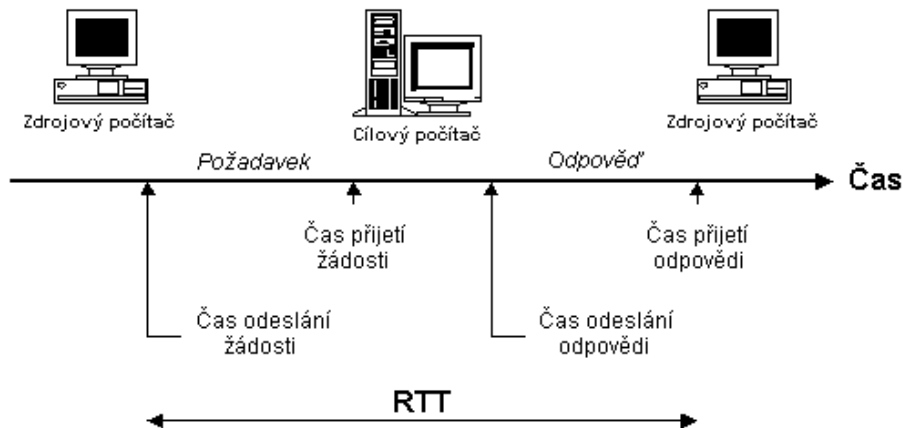 Zdrojový počítač
Cílový počítač
Zdrojový počítač
Požadavek
Odpověď
Čas
Čas přijetí
žádosti
Čas přijetí
odpovědi
Čas odeslání
žádosti
Čas odeslání
odpovědi
RTT